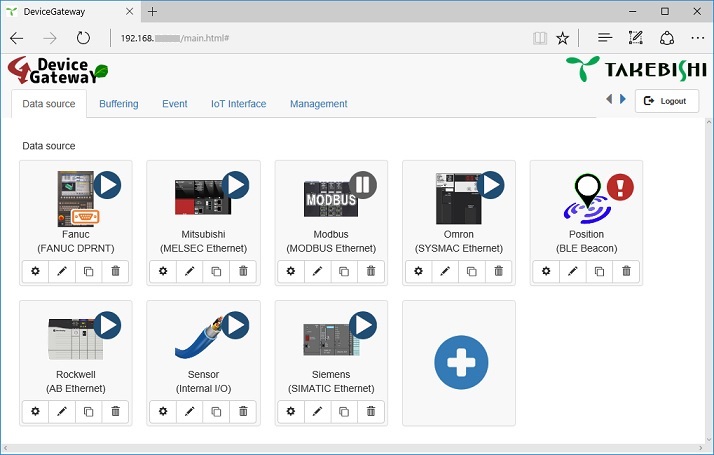 DeviceGateway
192.168.
/main.html#
Device
Gateway
TAKEBISHI
Data source
Buffering
Event
IoT Interface
Management
Logout
Data source
Fanuc
(FANUC DPRNT)
Mitsubishi
(MELSEC Ethernet)
MODBUS
Modbus
(MODBUS Ethernet)
Omron
(SYSMAC Ethernet)
Position
(BLE Beacon)
Rockwell
(AB Ethernet)
Sensor
(Internal I/O)
Siemens
(SIMATIC Ethernet)